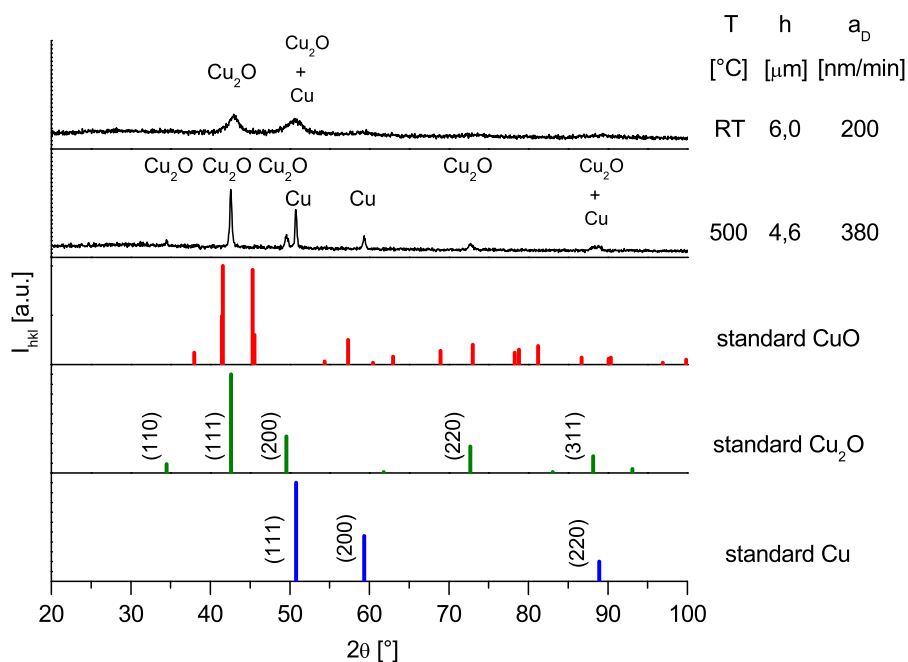 T h a_D
[°C] [μm] [nm/min]
Cu₂O
+
Cu
Cu₂O
RT 6,0 200
Cu₂O Cu₂O Cu₂O Cu Cu Cu₂O
Cu₂O
+
Cu
500 4,6 380
standard CuO
(110) (111) (200) (220) (311)
standard Cu₂O
(111) (200) (220)
standard Cu
I_hkl [a.u.]
20 30 40 50 60 70 80 90 100
2θ [°]